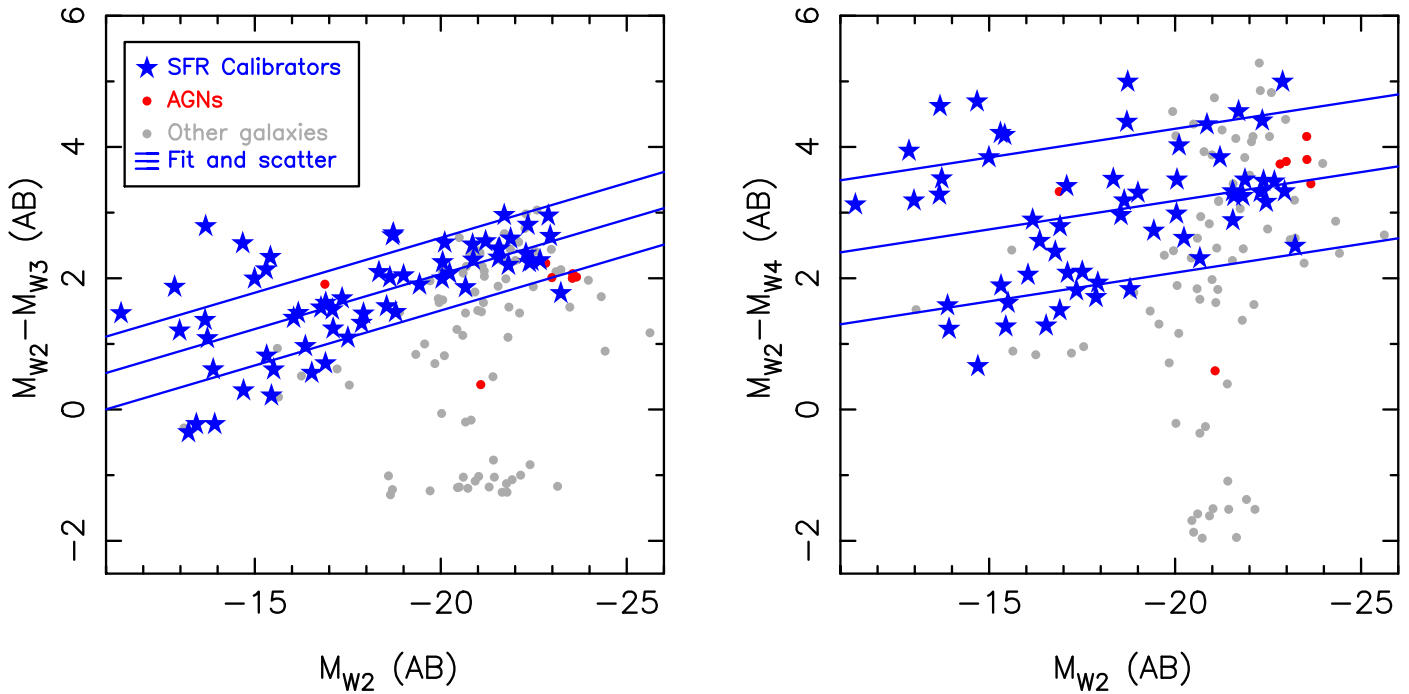 6
4
2
0
−2
M_W2−M_W3 (AB)
SFR Calibrators
AGNs
Other galaxies
Fit and scatter
−15
−20
−25
M_W2 (AB)
6
4
2
0
−2
M_W2−M_W4 (AB)
−15
−20
−25
M_W2 (AB)